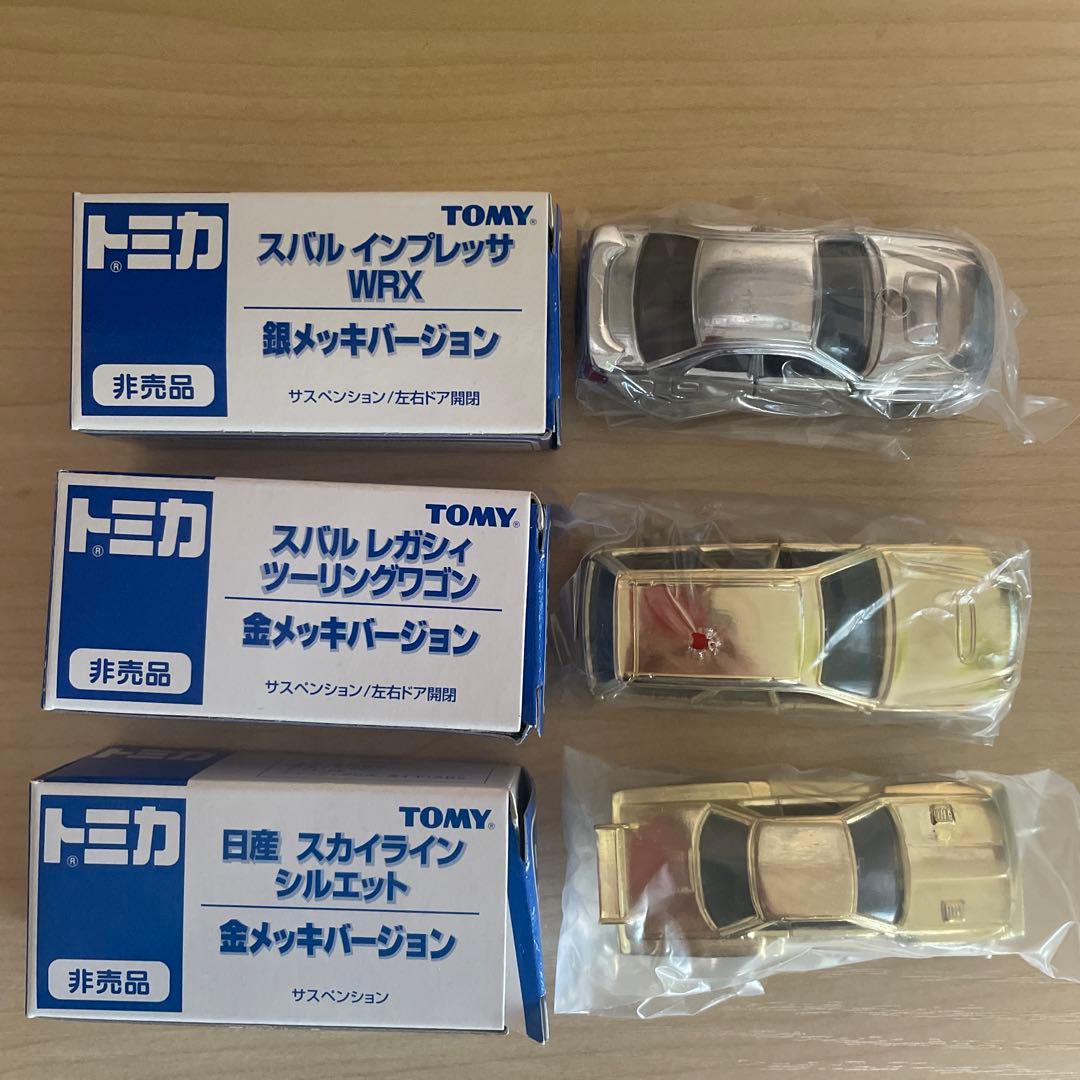 トミカ®
TOMY®
スバル インプレッサ
WRX
銀メッキバージョン
非売品
サスペンション/左右ドア開閉
トミカ®
TOMY®
スバル レガシィ
ツーリングワゴン
金メッキバージョン
非売品
サスペンション/左右ドア開閉
トミカ
トミカ®
TOMY®
日産 スカイライン
シルエット
金メッキバージョン
非売品
サスペンション